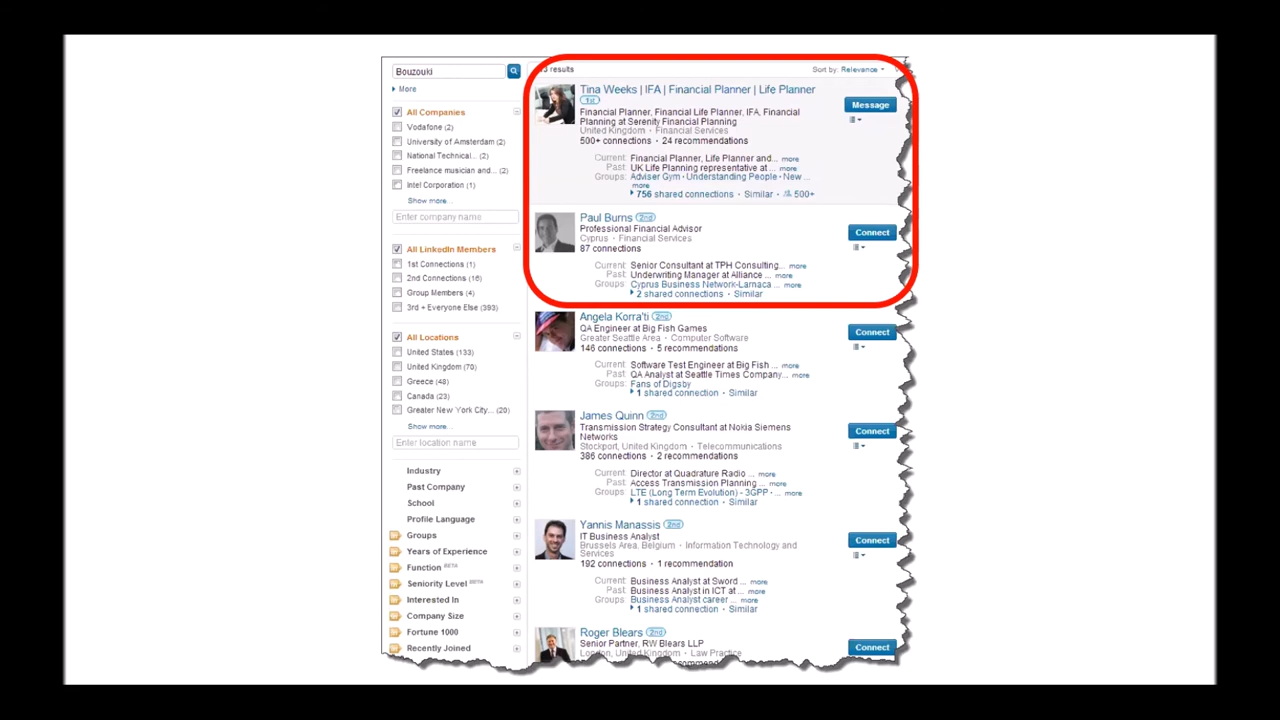 Bouzouki
More
All Companies
Vodafone (2)
University of Amsterdam (2)
National Technical... (2)
Freelance musician and... (2)
Intel Corporation (1)
Show more...
Enter company name
All LinkedIn Members
1st Connections (1)
2nd Connections (16)
Group Members (4)
3rd + Everyone Else (393)
All Locations
United States (133)
United Kingdom (70)
Greece (48)
Canada (23)
Greater New York City... (20)
Show more...
Enter location name
Industry
Past Company
School
Profile Language
Groups
Years of Experience
Function BETA
Seniority Level BETA
Interested In
Company Size
Fortune 1000
Recently Joined
results
Sort by: Relevance
Tina Weeks | IFA | Financial Planner | Life Planner
1st
Message
Financial Planner, Financial Life Planner, IFA, Financial
Planning at Serenity Financial Planning
United Kingdom · Financial Services
500+ connections · 24 recommendations
Current: Financial Planner, Life Planner and... more
Past: UK Life Planning representative at ... more
Groups: Adviser Gym · Understanding People · New ...
more
756 shared connections · Similar · 500+
Paul Burns 2nd
Connect
Professional Financial Advisor
Cyprus · Financial Services
87 connections
Current: Senior Consultant at TPH Consulting... more
Past: Underwriting Manager at Alliance ... more
Groups: Cyprus Business Network-Larnaca ... more
2 shared connections · Similar
Angela Korra'ti 2nd
Connect
QA Engineer at Big Fish Games
Greater Seattle Area · Computer Software
146 connections · 5 recommendations
Current: Software Test Engineer at Big Fish ... more
Past: QA Analyst at Seattle Times Company... more
Groups: Fans of Digsby
1 shared connection · Similar
James Quinn 2nd
Connect
Transmission Strategy Consultant at Nokia Siemens
Networks
Stockport, United Kingdom · Telecommunications
386 connections · 2 recommendations
Current: Director at Quadrature Radio ... more
Past: Access Transmission Planning ... more
Groups: LTE (Long Term Evolution) - 3GPP · ... more
1 shared connection · Similar
Yannis Manassis 2nd
Connect
IT Business Analyst
Brussels Area, Belgium · Information Technology and
Services
192 connections · 1 recommendation
Current: Business Analyst at Sword ... more
Past: Business Analyst in ICT at ... more
Groups: Business Analyst career ... more
1 shared connection · Similar
Roger Blears 2nd
Connect
Senior Partner, RW Blears LLP
London, United Kingdom · Law Practice